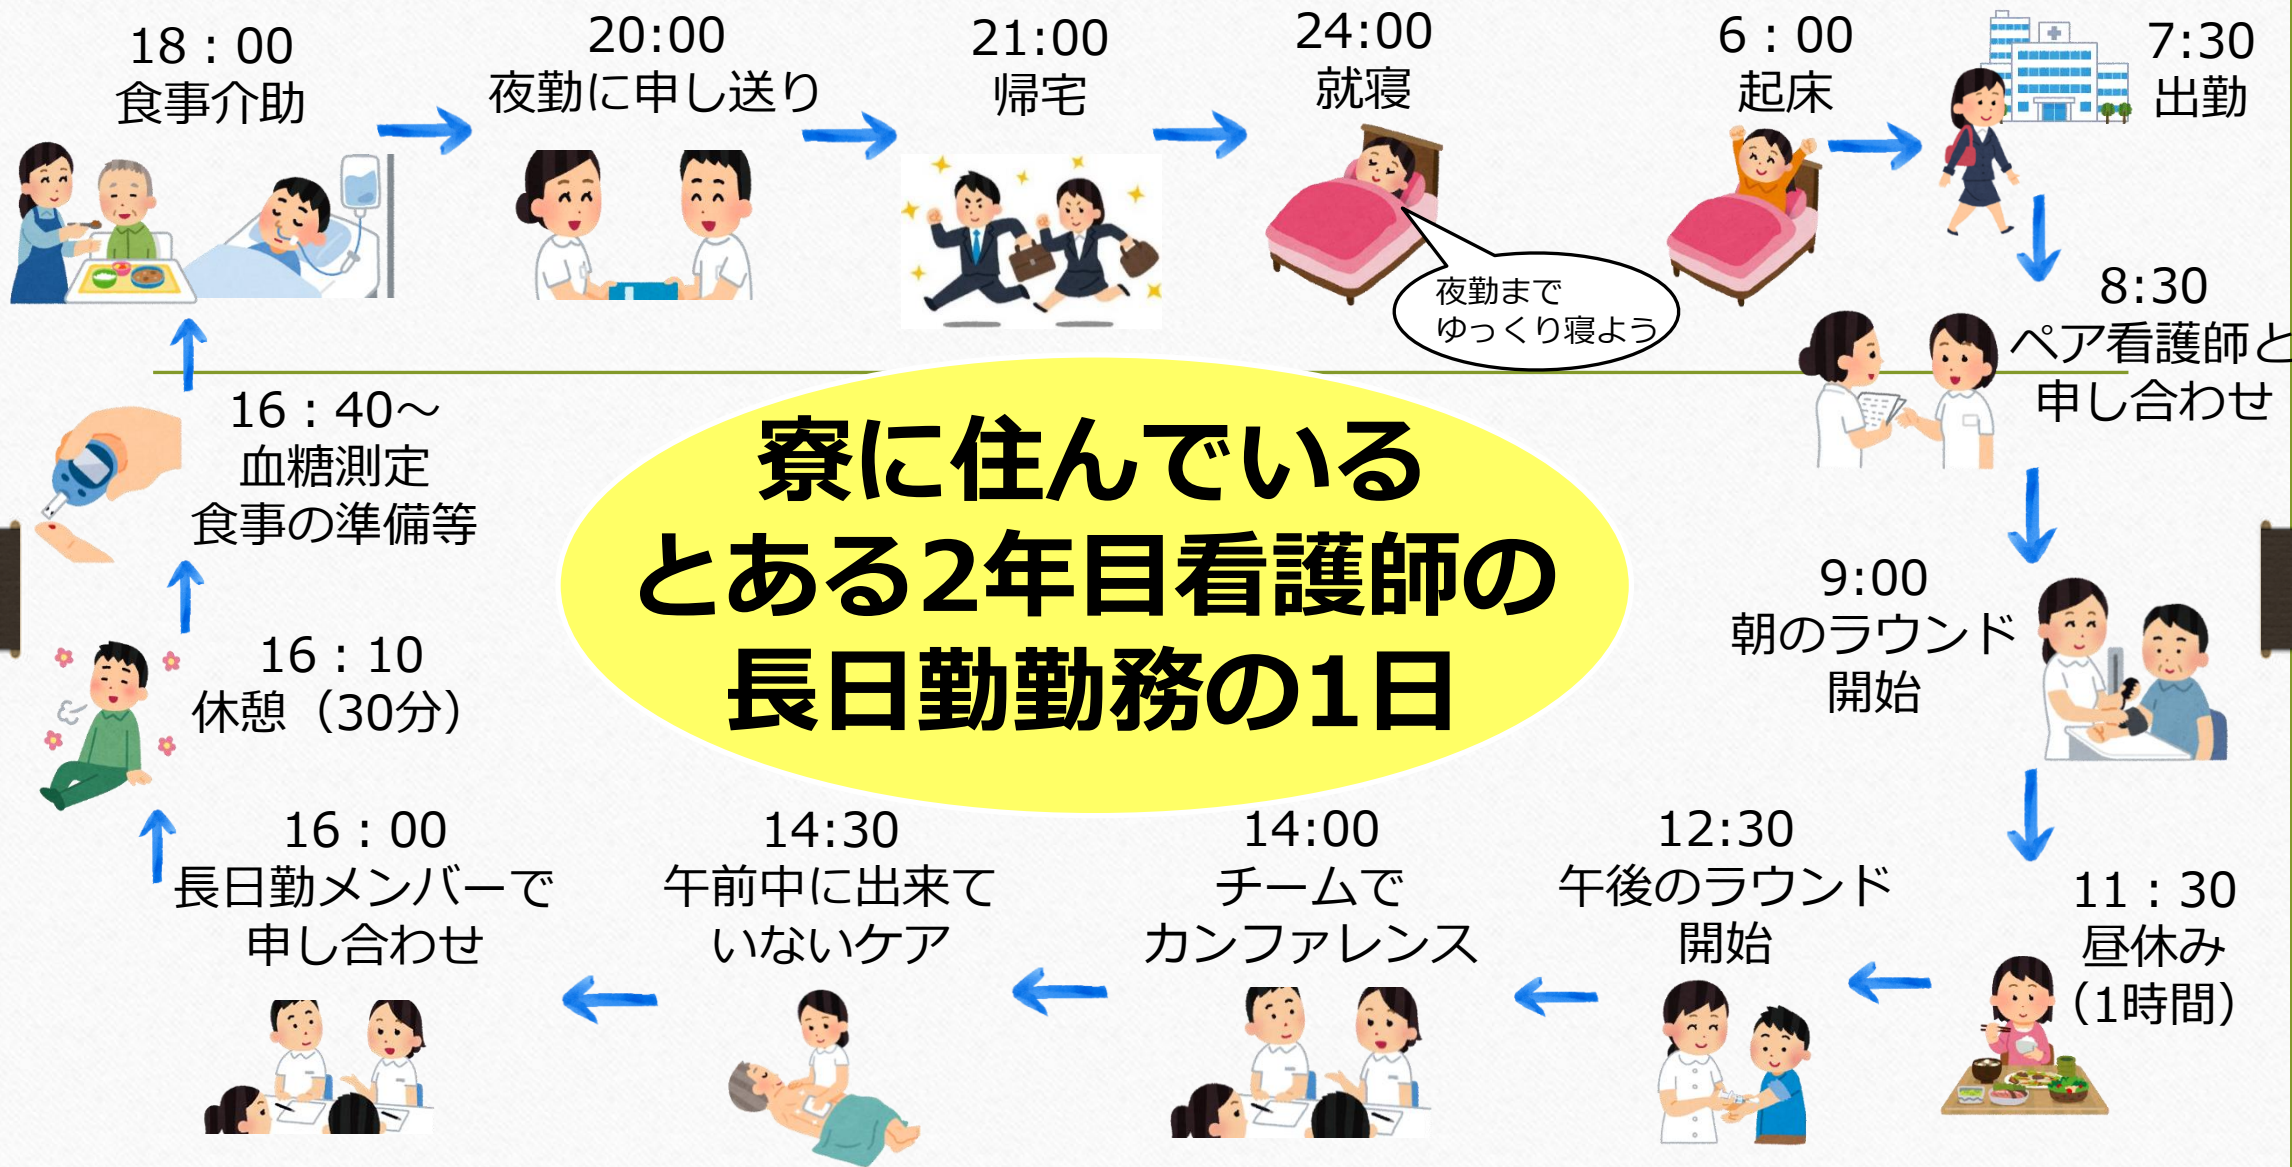 18：00
食事介助
20:00
夜勤に申し送り
21:00
帰宅
24:00
就寝
夜勤まで
ゆっくり寝よう
6：00
起床
7:30
出勤
8:30
ペア看護師と
申し合わせ
9:00
朝のラウンド
開始
11：30
昼休み
（1時間）
12:30
午後のラウンド
開始
14:00
チームで
カンファレンス
14:30
午前中に出来て
いないケア
16：00
長日勤メンバーで
申し合わせ
16：10
休憩（30分）
16：40～
血糖測定
食事の準備等
寮に住んでいる
とある2年目看護師の
長日勤勤務の1日